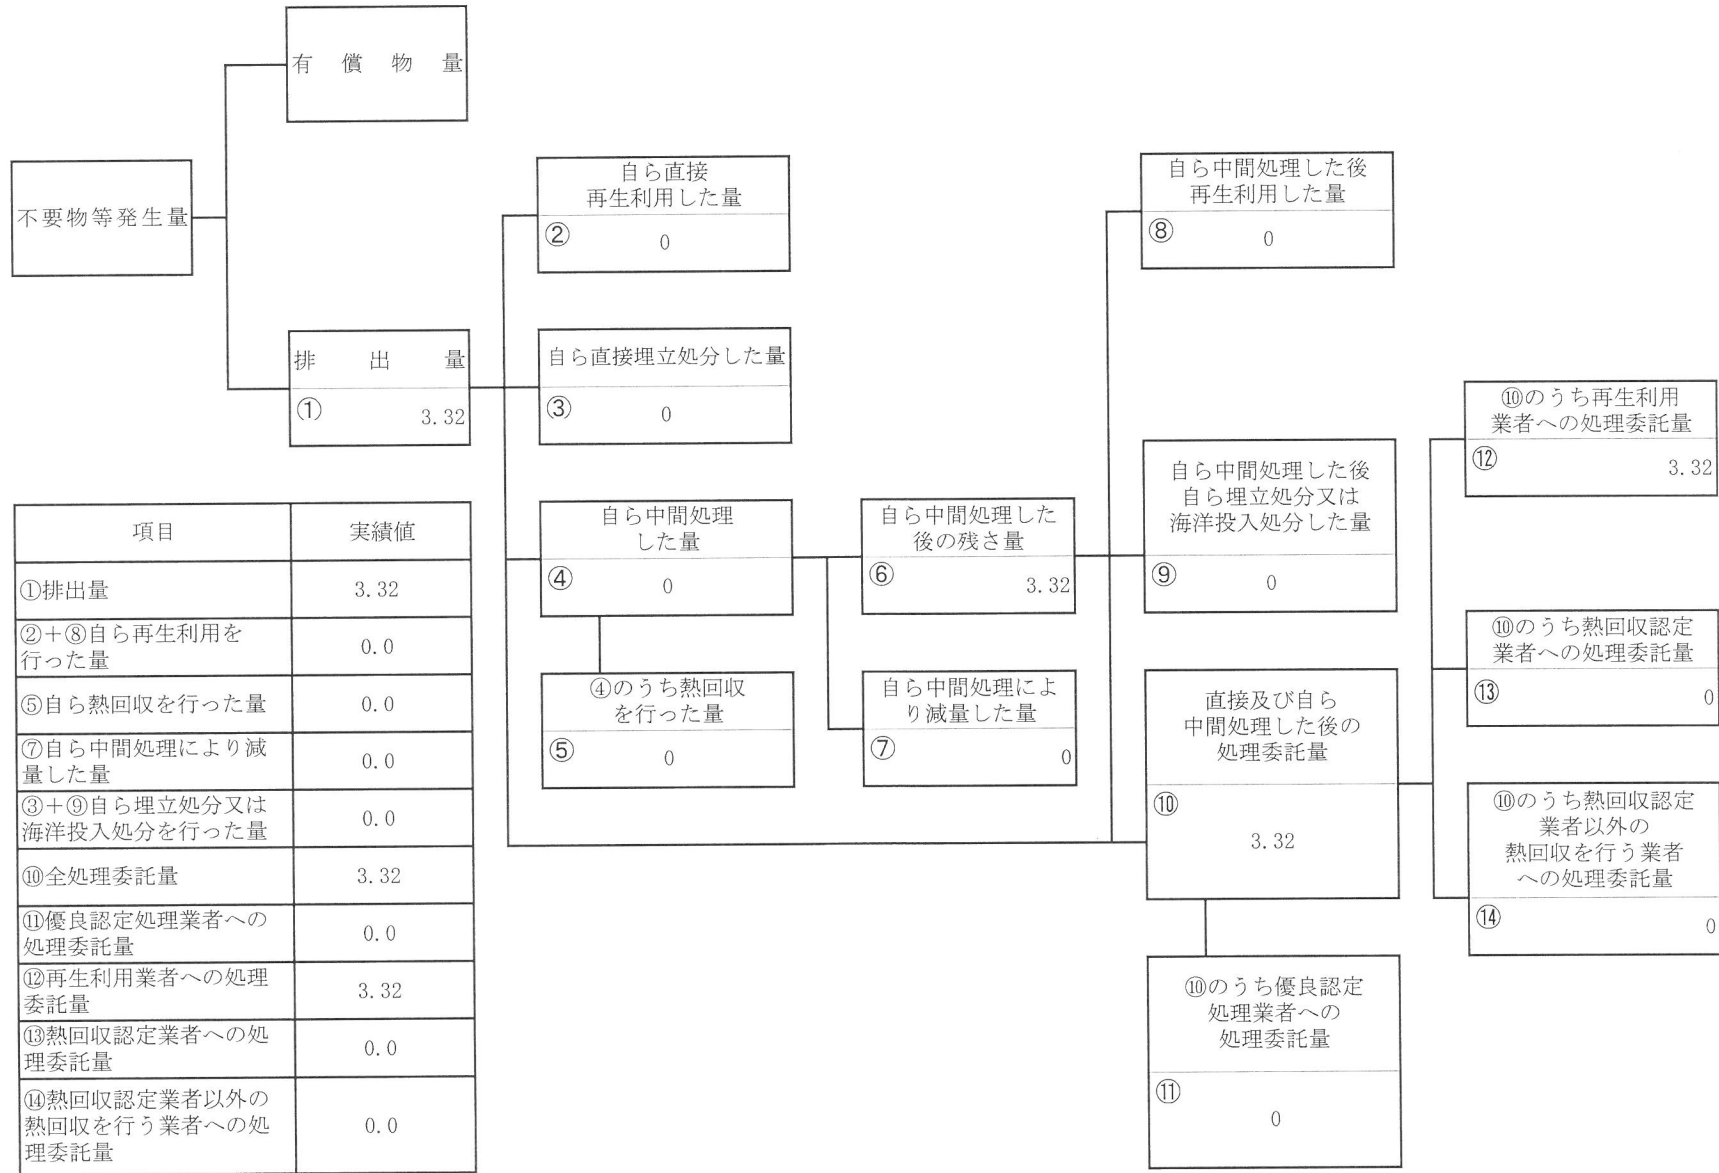 有償物量
不要物等発生量
排出量
①
3.32
自ら直接
再生利用した量
②
0
自ら直接埋立処分した量
③
0
自ら中間処理
した量
④
0
④のうち熱回収
を行った量
⑤
0
自ら中間処理した
後の残さ量
⑥
3.32
自ら中間処理によ
り減量した量
⑦
0
自ら中間処理した後
再生利用した量
⑧
0
自ら中間処理した後
自ら埋立処分又は
海洋投入処分した量
⑨
0
直接及び自ら
中間処理した後の
処理委託量
⑩
3.32
⑩のうち優良認定
処理業者への
処理委託量
⑪
0
⑩のうち再生利用
業者への処理委託量
⑫
3.32
⑩のうち熱回収認定
業者への処理委託量
⑬
0
⑩のうち熱回収認定
業者以外の
熱回収を行う業者
への処理委託量
⑭
0
項目 実績値
①排出量 3.32
②＋⑧自ら再生利用を
行った量 0.0
⑤自ら熱回収を行った量 0.0
⑦自ら中間処理により減
量した量 0.0
③＋⑨自ら埋立処分又は
海洋投入処分を行った量 0.0
⑩全処理委託量 3.32
⑪優良認定処理業者への
処理委託量 0.0
⑫再生利用業者への処理
委託量 3.32
⑬熱回収認定業者への処
理委託量 0.0
⑭熱回収認定業者以外の
熱回収を行う業者への処
理委託量 0.0